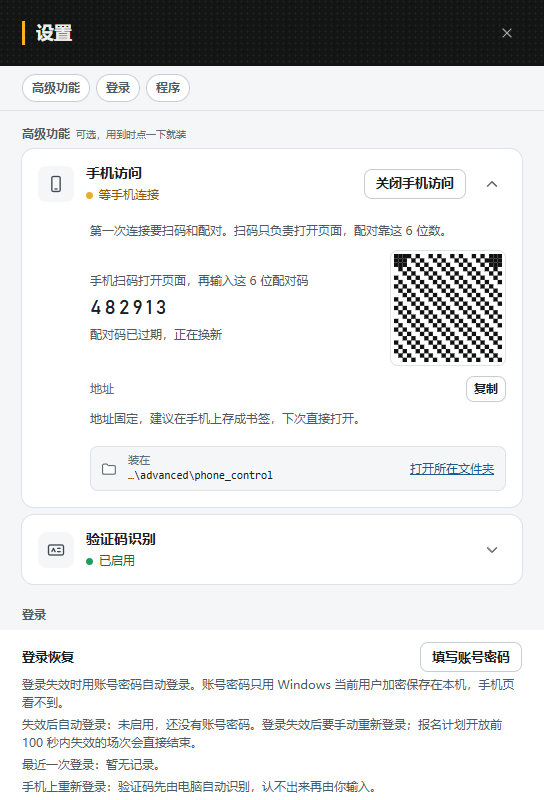 设置
高级功能 登录 程序
高级功能 可选，用到时点一下就装
手机访问
等手机连接
关闭手机访问
第一次连接要扫码和配对。扫码只负责打开页面，配对靠这 6 位数。
手机扫码打开页面，再输入这 6 位配对码
482913
配对码已过期，正在换新
地址
复制
地址固定，建议在手机上存成书签，下次直接打开。
装在
…\advanced\phone_control
打开所在文件夹
验证码识别
已启用
登录
登录恢复
填写账号密码
登录失效时用账号密码自动登录。账号密码只用 Windows 当前用户加密保存在本机，手机页
看不到。
失效后自动登录：未启用，还没有账号密码。登录失效后要手动重新登录；报名计划开放前
100 秒内失效的场次会直接结束。
最近一次登录：暂无记录。
手机上重新登录：验证码先由电脑自动识别，认不出来再由你输入。